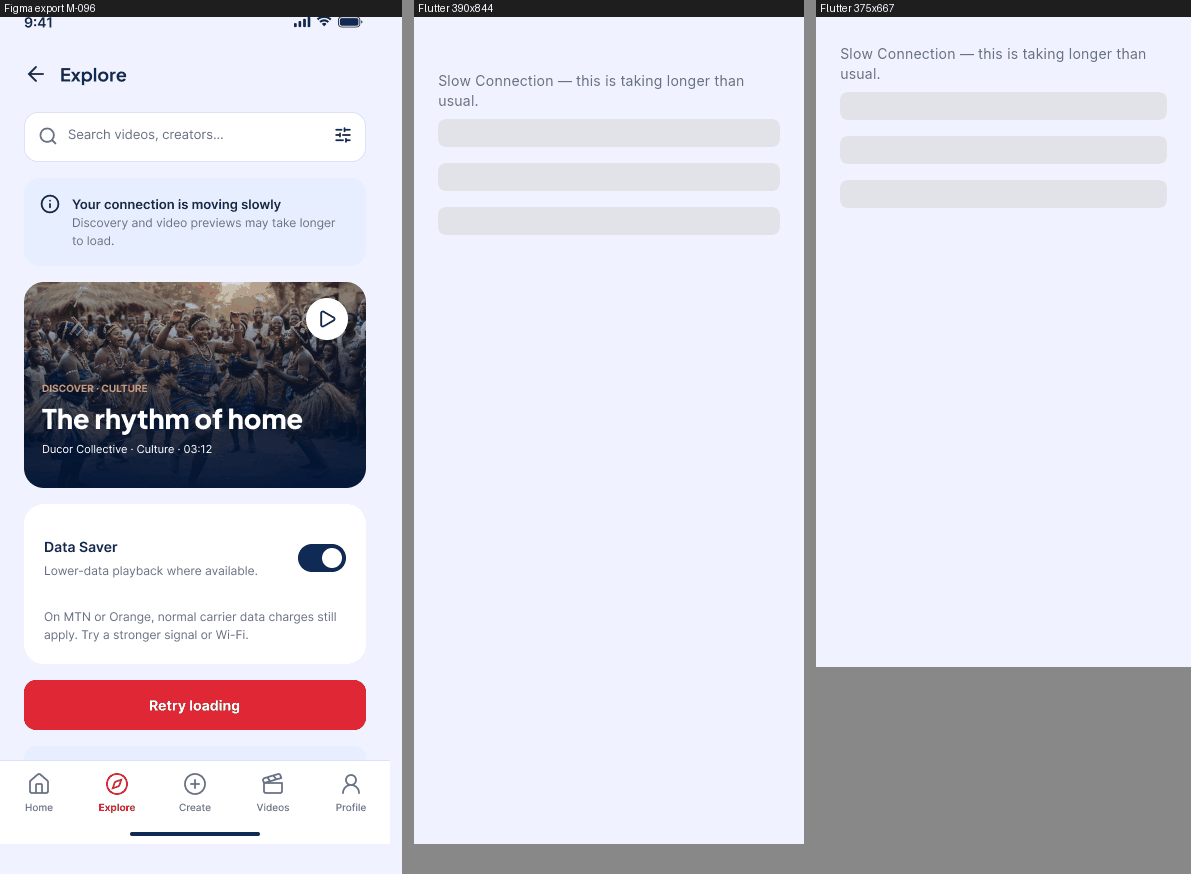 Figma export M-096
9:41
Explore
Search videos, creators...
Your connection is moving slowly
Discovery and video previews may take longer
to load.
DISCOVER · CULTURE
The rhythm of home
Ducor Collective · Culture · 03:12
Data Saver
Lower-data playback where available.
On MTN or Orange, normal carrier data charges still
apply. Try a stronger signal or Wi-Fi.
Retry loading
Home
Explore
Create
Videos
Profile
Flutter 390x844
Slow Connection — this is taking longer than
usual.
Flutter 375x667
Slow Connection — this is taking longer than
usual.